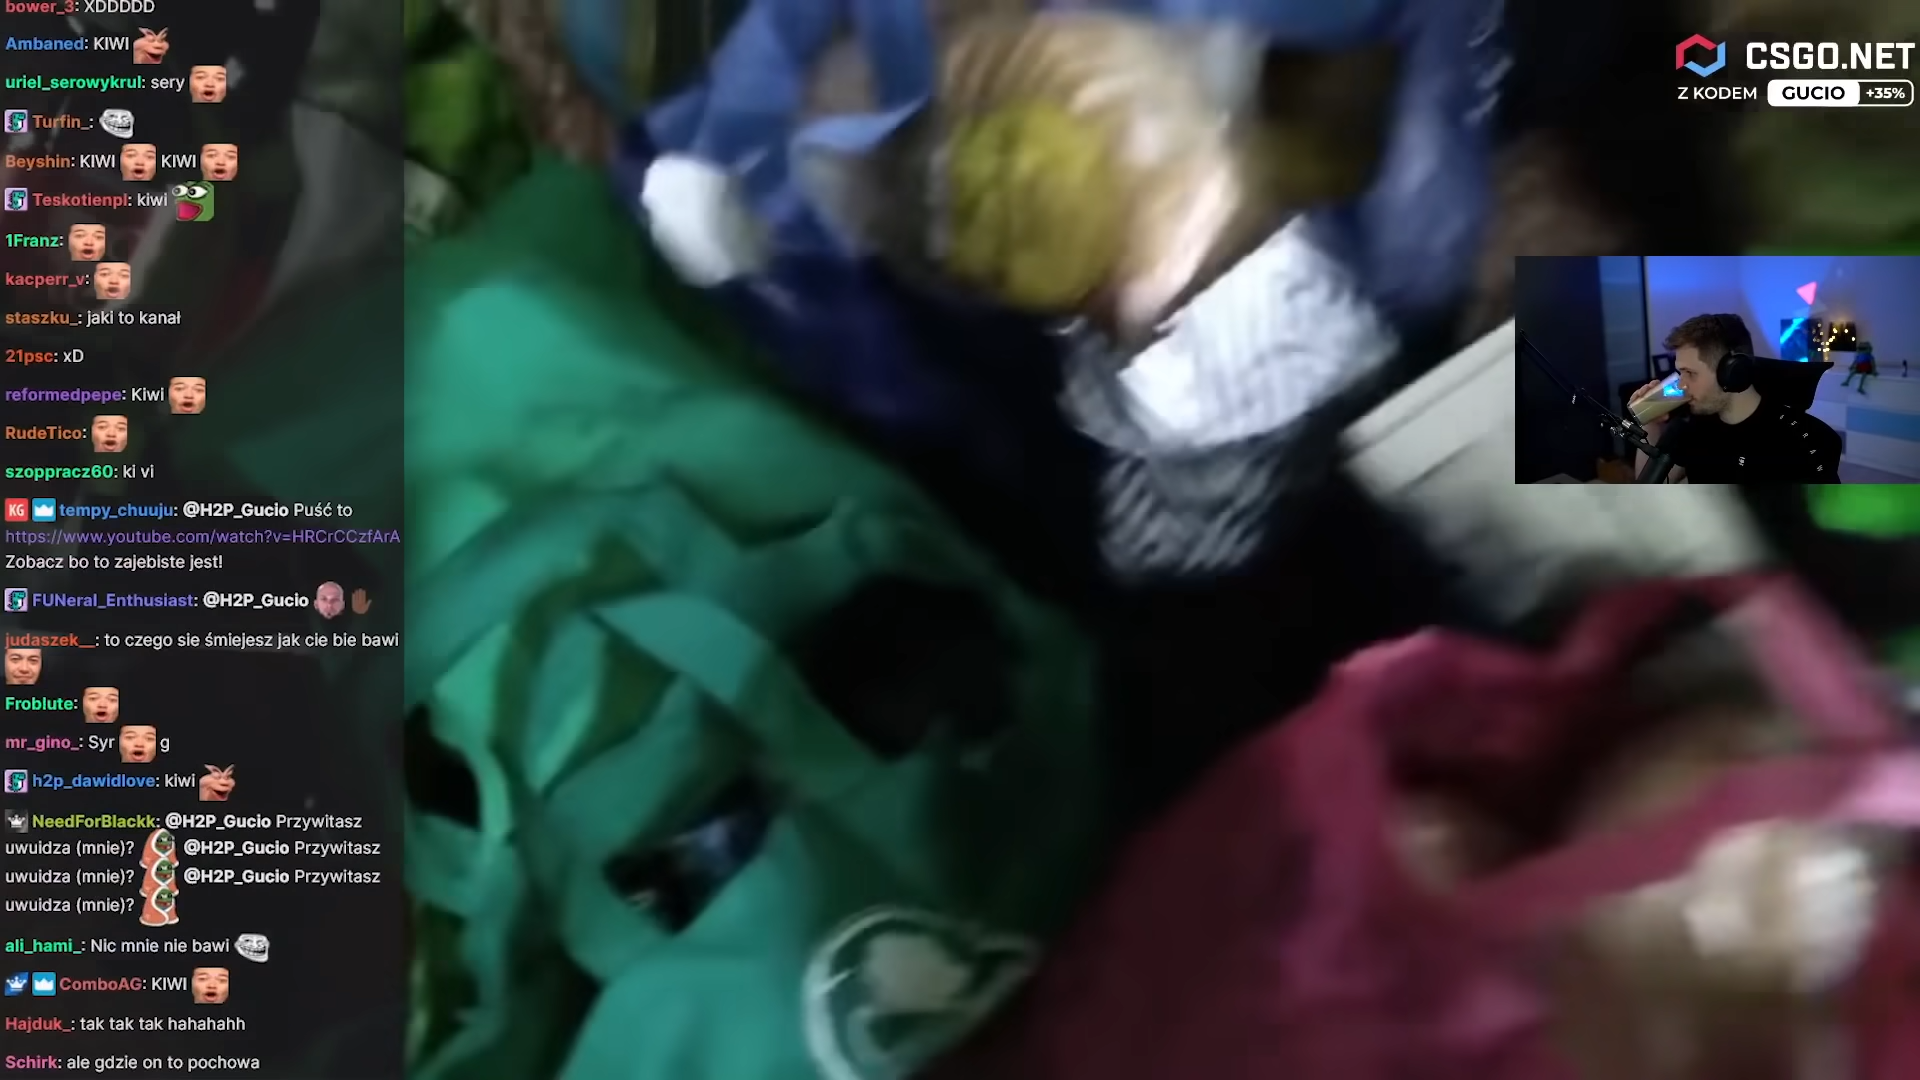 bower_3: XDDDDD
Ambaned: KIWI
uriel_serowykrul: sery
Turfin_:
Beyshin: KIWI KIWI
Teskotienpl: kiwi
1Franz:
kacperr_v:
staszku_: jaki to kanał
21psc: xD
reformedpepe: Kiwi
RudeTico:
szoppracz60: ki vi
KG tempy_chuuju: @H2P_Gucio Puść to
https://www.youtube.com/watch?v=HRCrCCzfArA
Zobacz bo to zajebiste jest!
FUNeral_Enthusiast: @H2P_Gucio
judaszek__: to czego sie śmiejesz jak cie bie bawi
Froblute:
mr_gino_: Syr g
h2p_dawidlove: kiwi
NeedForBlackk: @H2P_Gucio Przywitasz
uwuidza (mnie)? @H2P_Gucio Przywitasz
uwuidza (mnie)? @H2P_Gucio Przywitasz
uwuidza (mnie)?
ali_hami_: Nic mnie nie bawi
ComboAG: KIWI
Hajduk_: tak tak tak hahahahh
Schirk: ale gdzie on to pochowa
CSGO.NET
Z KODEM GUCIO +35%